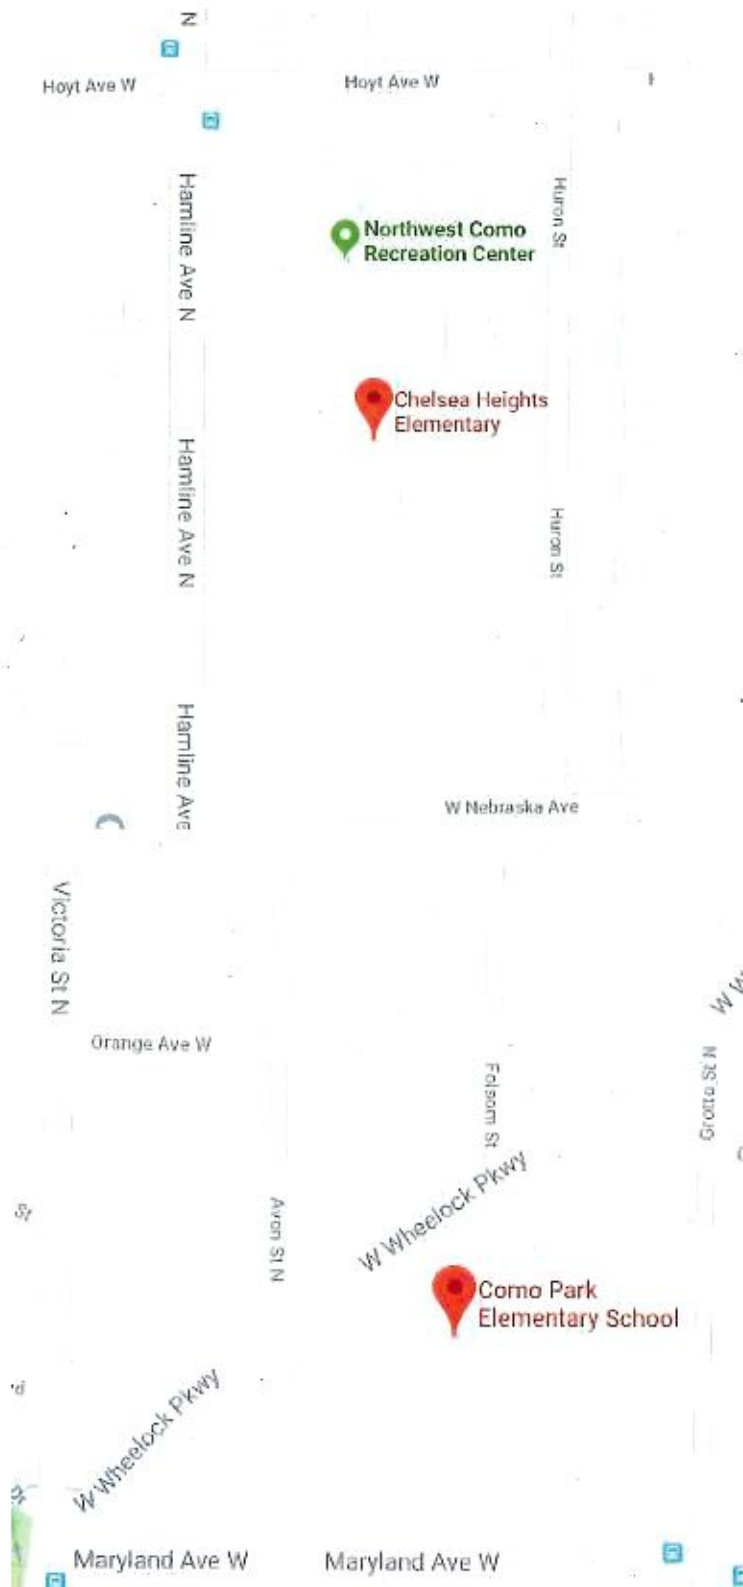 N
Hoyt Ave W
Hoyt Ave W
Hamline Ave N
Huron St
Northwest Como
Recreation Center
Chelsea Heights
Elementary
Hamline Ave N
Huron St
Hamline Ave
W Nebraska Ave
Victoria St N
Orange Ave W
Folsom St
Grotto St N
W Wheelock Pkwy
Avon St N
St
Como Park
Elementary School
W Wheelock Pkwy
Maryland Ave W
Maryland Ave W